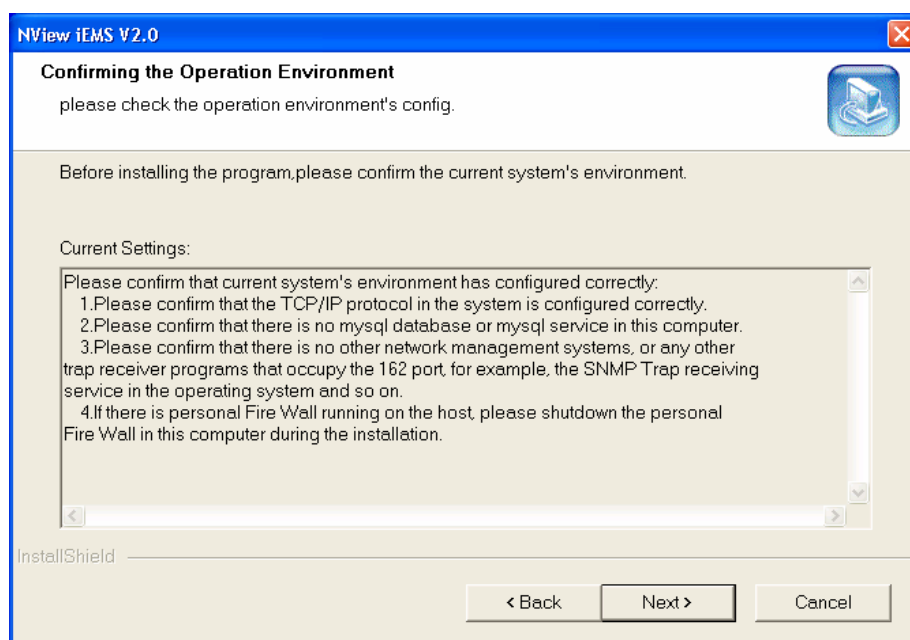 NView iEMS V2.0
Confirming the Operation Environment
please check the operation environment's config.
Before installing the program,please confirm the current system's environment.
Current Settings:
Please confirm that current system's environment has configured correctly:
1.Please confirm that the TCP/IP protocol in the system is configured correctly.
2.Please confirm that there is no mysql database or mysql service in this computer.
3.Please confirm that there is no other network management systems, or any other
trap receiver programs that occupy the 162 port, for example, the SNMP Trap receiving
service in the operating system and so on.
4.If there is personal Fire Wall running on the host, please shutdown the personal
Fire Wall in this computer during the installation.
InstallShield
< Back
Next >
Cancel